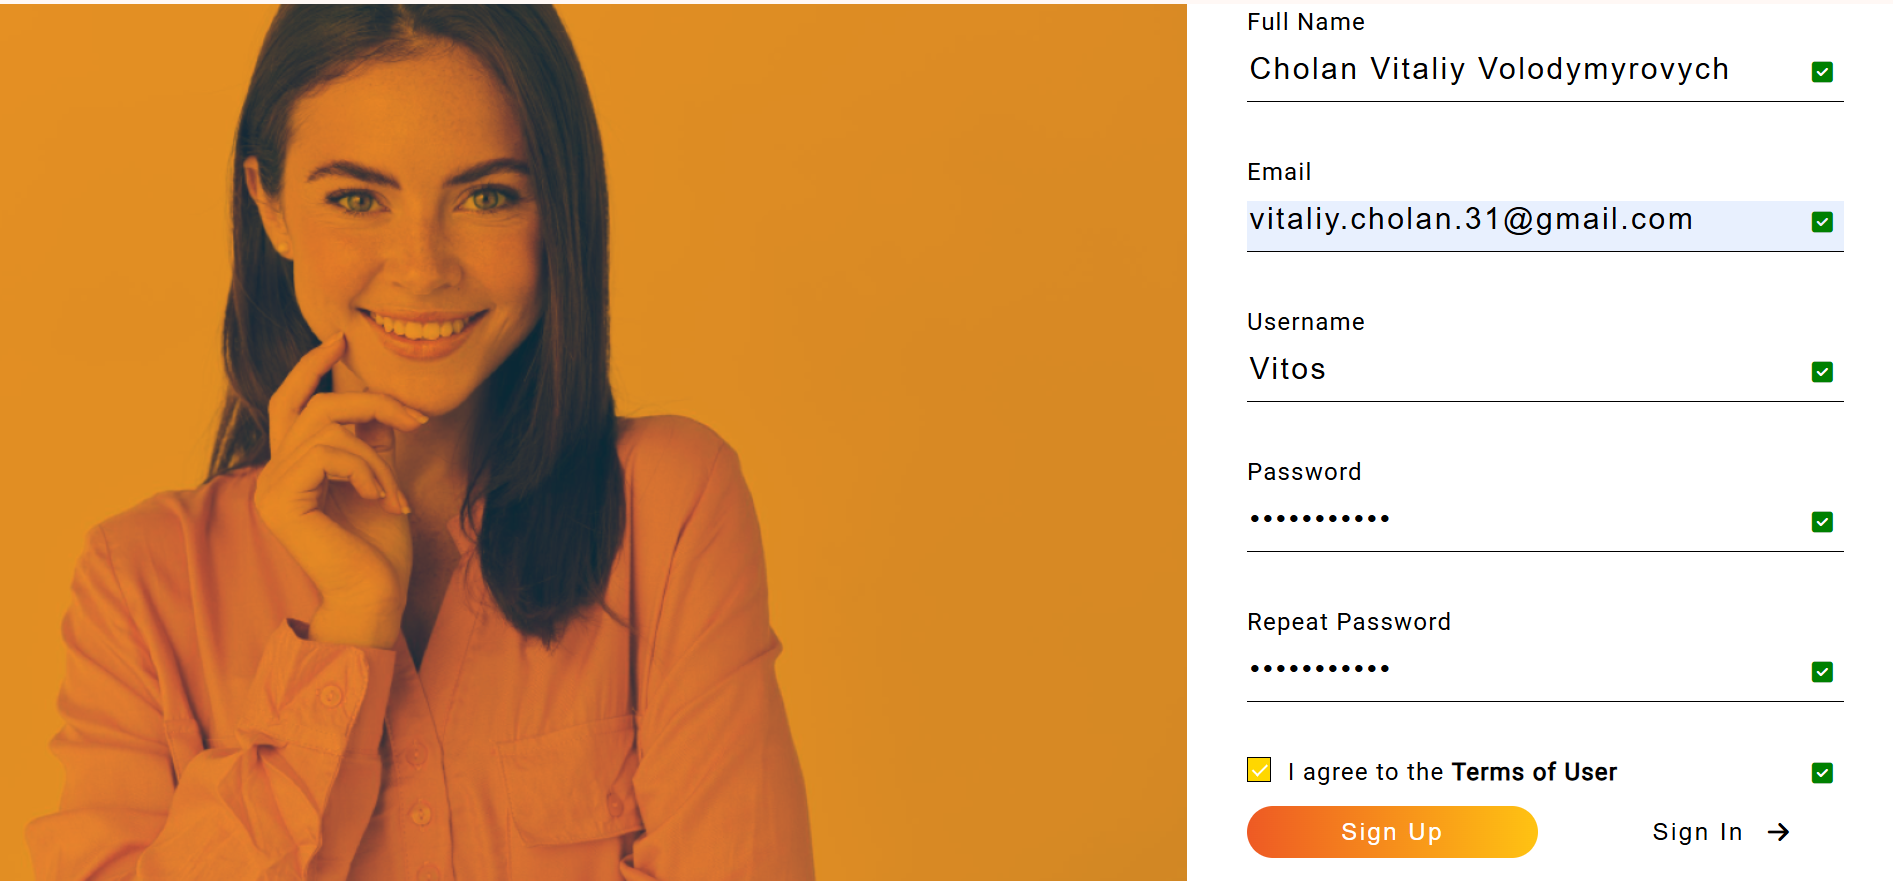 Full Name
Cholan Vitaliy Volodymyrovych
Email
vitaliy.cholan.31@gmail.com
Username
Vitos
Password
•••••••••••
Repeat Password
•••••••••••
I agree to the Terms of User
Sign Up
Sign In →